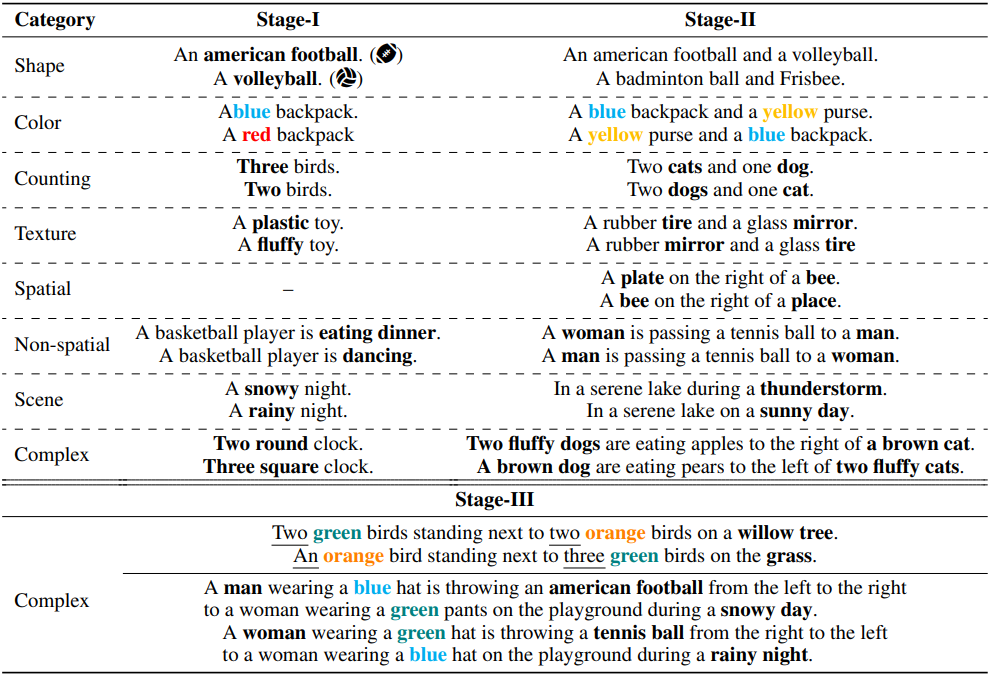 Category Stage-I Stage-II
Shape
An american football. ( ) An american football and a volleyball.
A volleyball. ( ) A badminton ball and Frisbee.
Color
Ablue backpack. A blue backpack and a yellow purse.
A red backpack A yellow purse and a blue backpack.
Counting
Three birds. Two cats and one dog.
Two birds. Two dogs and one cat.
Texture
A plastic toy. A rubber tire and a glass mirror.
A fluffy toy. A rubber mirror and a glass tire
Spatial
– A plate on the right of a bee.
A bee on the right of a place.
Non-spatial
A basketball player is eating dinner. A woman is passing a tennis ball to a man.
A basketball player is dancing. A man is passing a tennis ball to a woman.
Scene
A snowy night. In a serene lake during a thunderstorm.
A rainy night. In a serene lake on a sunny day.
Complex
Two round clock. Two fluffy dogs are eating apples to the right of a brown cat.
Three square clock. A brown dog are eating pears to the left of two fluffy cats.
Stage-III
Complex
Two green birds standing next to two orange birds on a willow tree.
An orange bird standing next to three green birds on the grass.
A man wearing a blue hat is throwing an american football from the left to the right
to a woman wearing a green pants on the playground during a snowy day.
A woman wearing a green hat is throwing a tennis ball from the right to the left
to a woman wearing a blue hat on the playground during a rainy night.